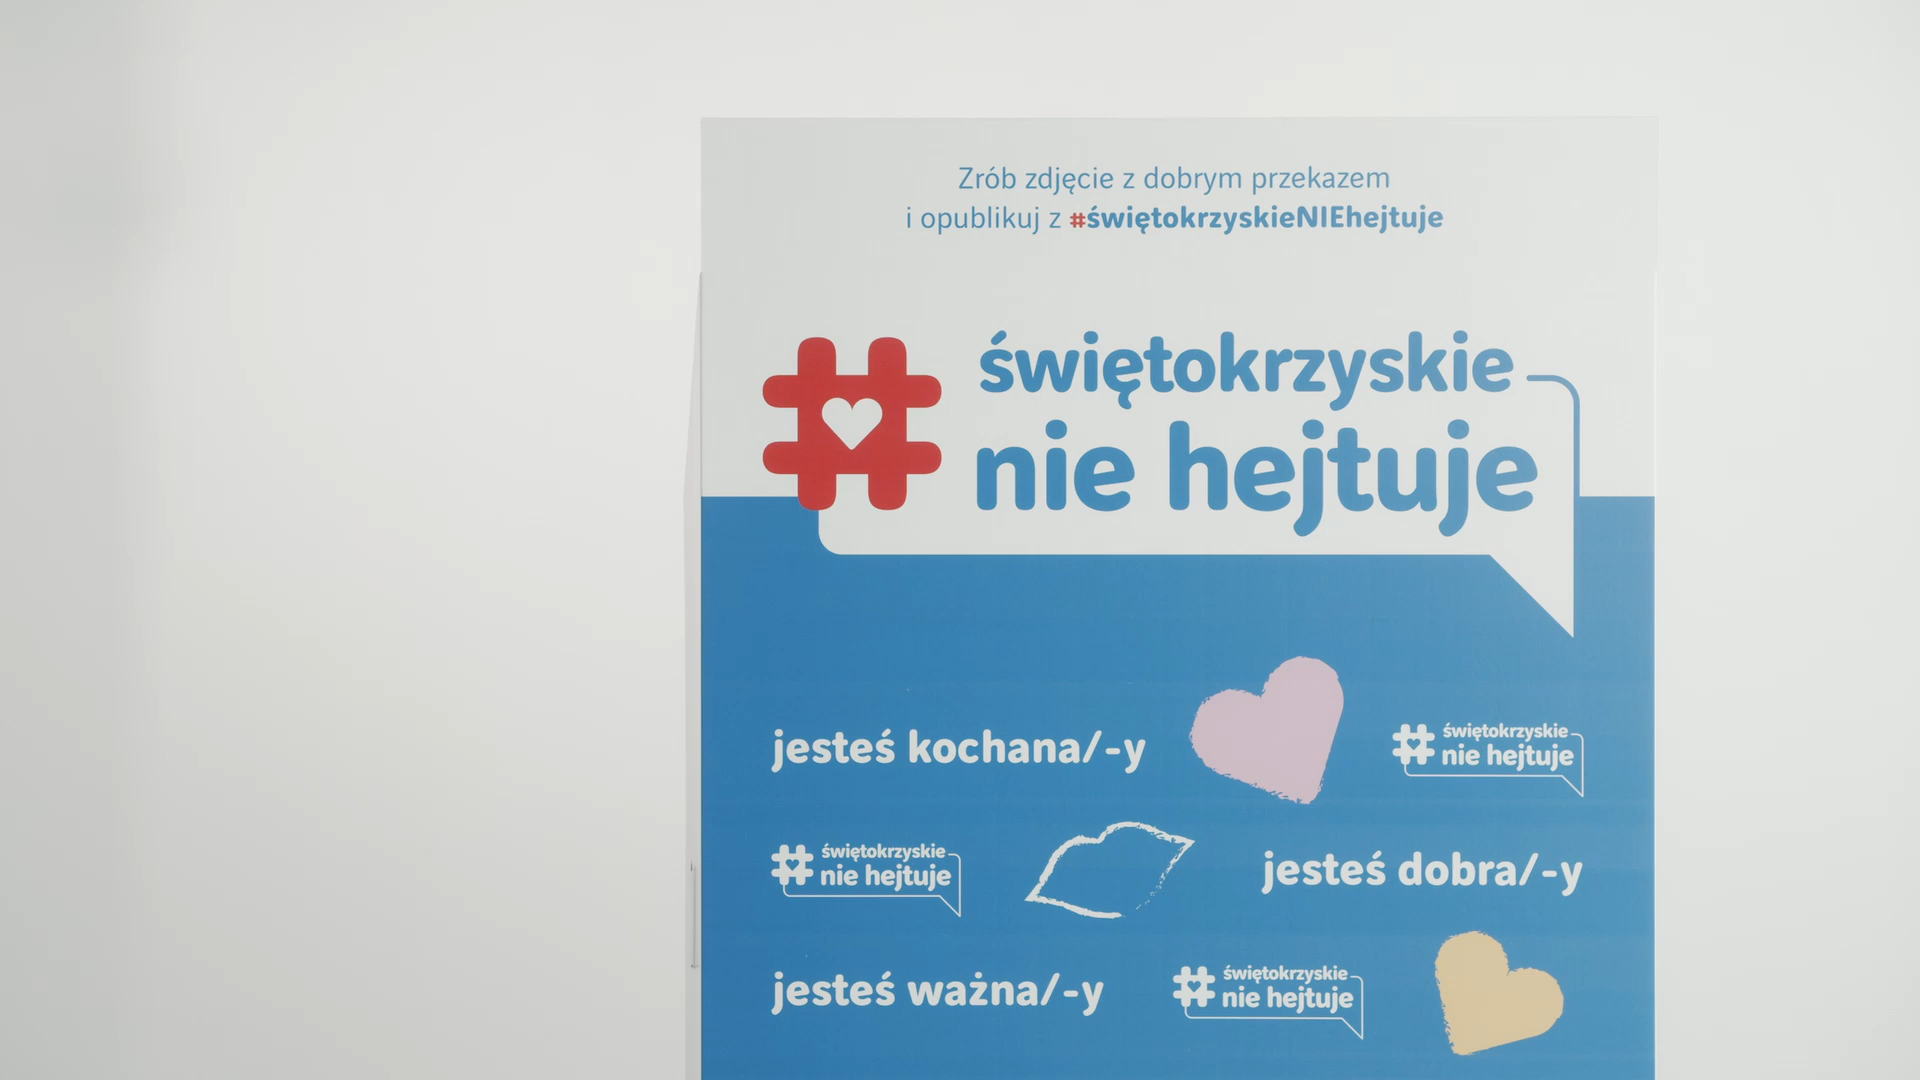 Zrób zdjęcie z dobrym przekazem
i opublikuj z #świętokrzyskieNIEhejtuje
# świętokrzyskie
nie hejtuje
jesteś kochana/-y
# świętokrzyskie
nie hejtuje
# świętokrzyskie
nie hejtuje
jesteś dobra/-y
jesteś ważna/-y
# świętokrzyskie
nie hejtuje